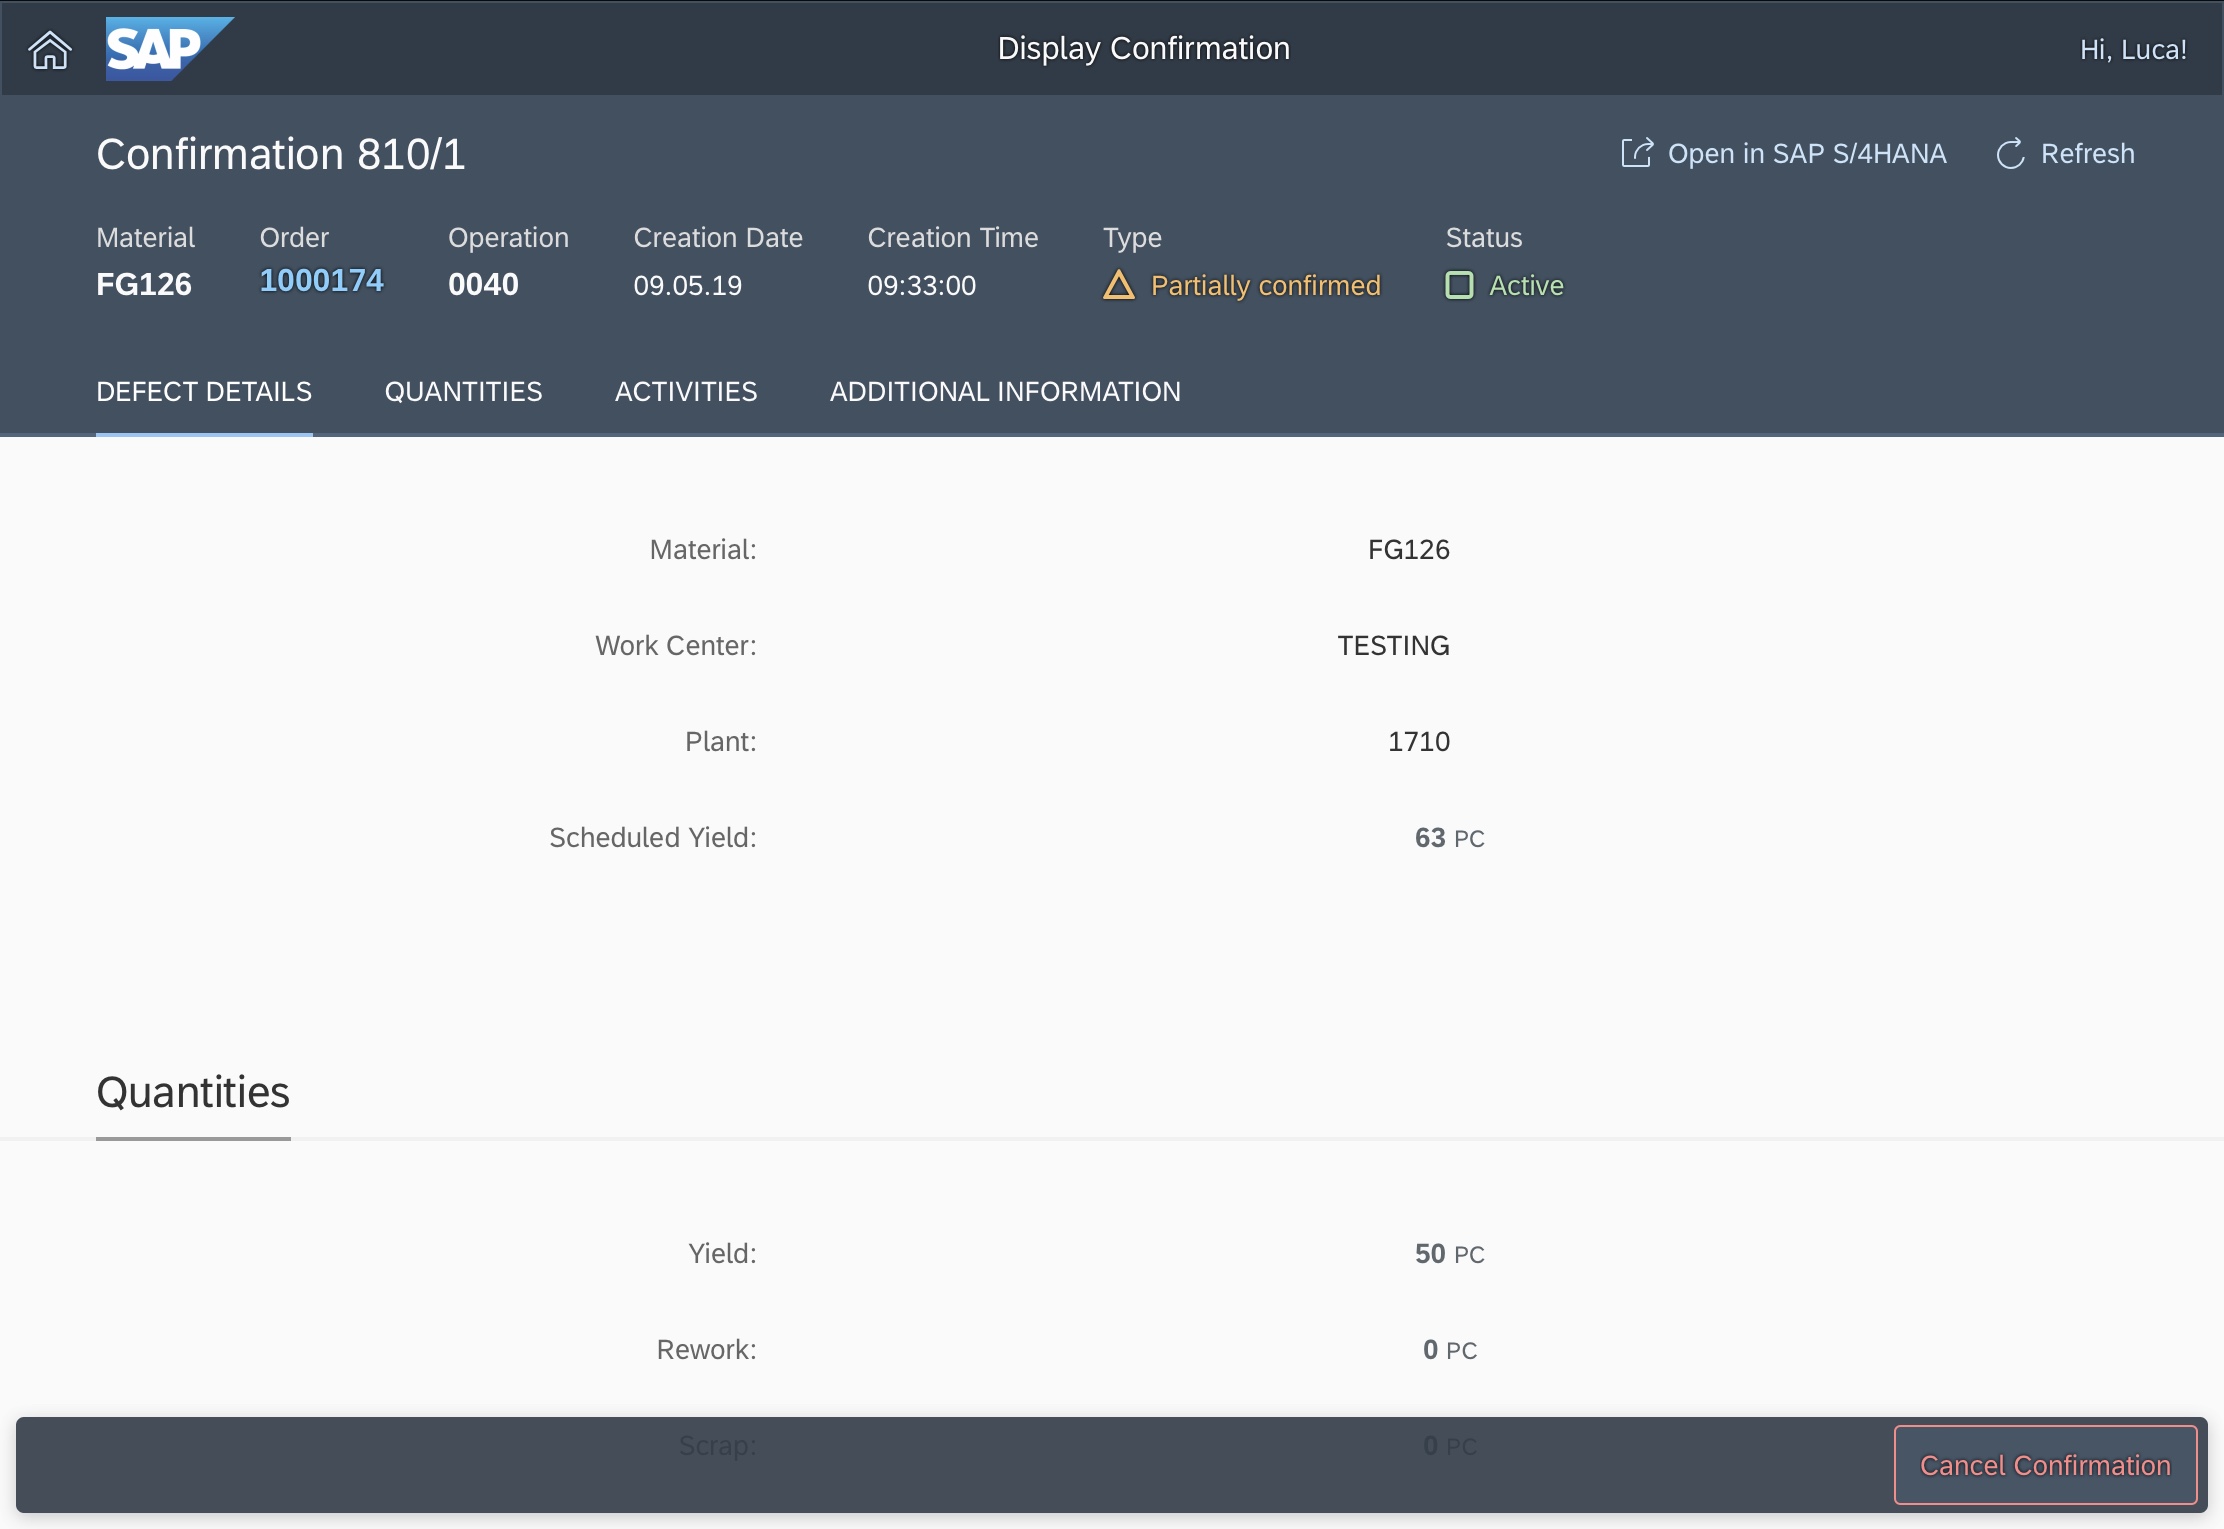 SAP
Display Confirmation
Hi, Luca!
Confirmation 810/1
Open in SAP S/4HANA
Refresh
Material
Order
Operation
Creation Date
Creation Time
Type
Status
FG126
1000174
0040
09.05.19
09:33:00
Partially confirmed
Active
DEFECT DETAILS
QUANTITIES
ACTIVITIES
ADDITIONAL INFORMATION
Material: FG126
Work Center: TESTING
Plant: 1710
Scheduled Yield: 63 PC
Quantities
Yield: 50 PC
Rework: 0 PC
Scrap: 0 PC
Cancel Confirmation